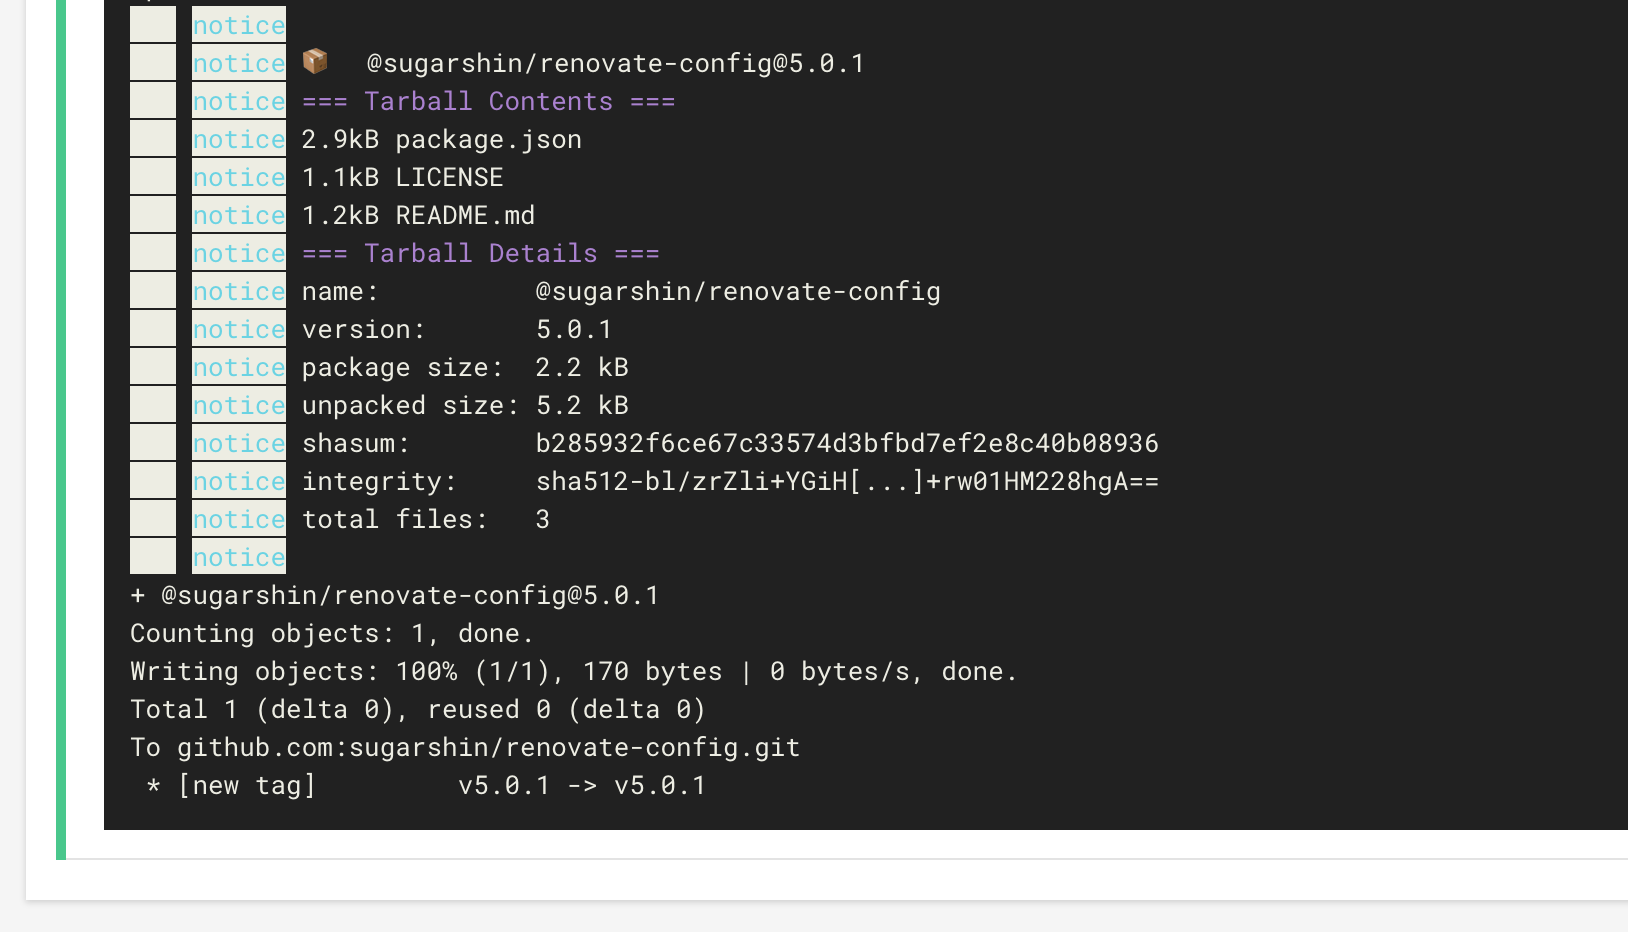 notice
notice 📦 @sugarshin/renovate-config@5.0.1
notice === Tarball Contents ===
notice 2.9kB package.json
notice 1.1kB LICENSE
notice 1.2kB README.md
notice === Tarball Details ===
notice name:          @sugarshin/renovate-config
notice version:       5.0.1
notice package size:  2.2 kB
notice unpacked size: 5.2 kB
notice shasum:        b285932f6ce67c33574d3bfbd7ef2e8c40b08936
notice integrity:     sha512-bl/zrZli+YGiH[...]+rw01HM228hgA==
notice total files:   3
notice
+ @sugarshin/renovate-config@5.0.1
Counting objects: 1, done.
Writing objects: 100% (1/1), 170 bytes | 0 bytes/s, done.
Total 1 (delta 0), reused 0 (delta 0)
To github.com:sugarshin/renovate-config.git
 * [new tag]         v5.0.1 -> v5.0.1